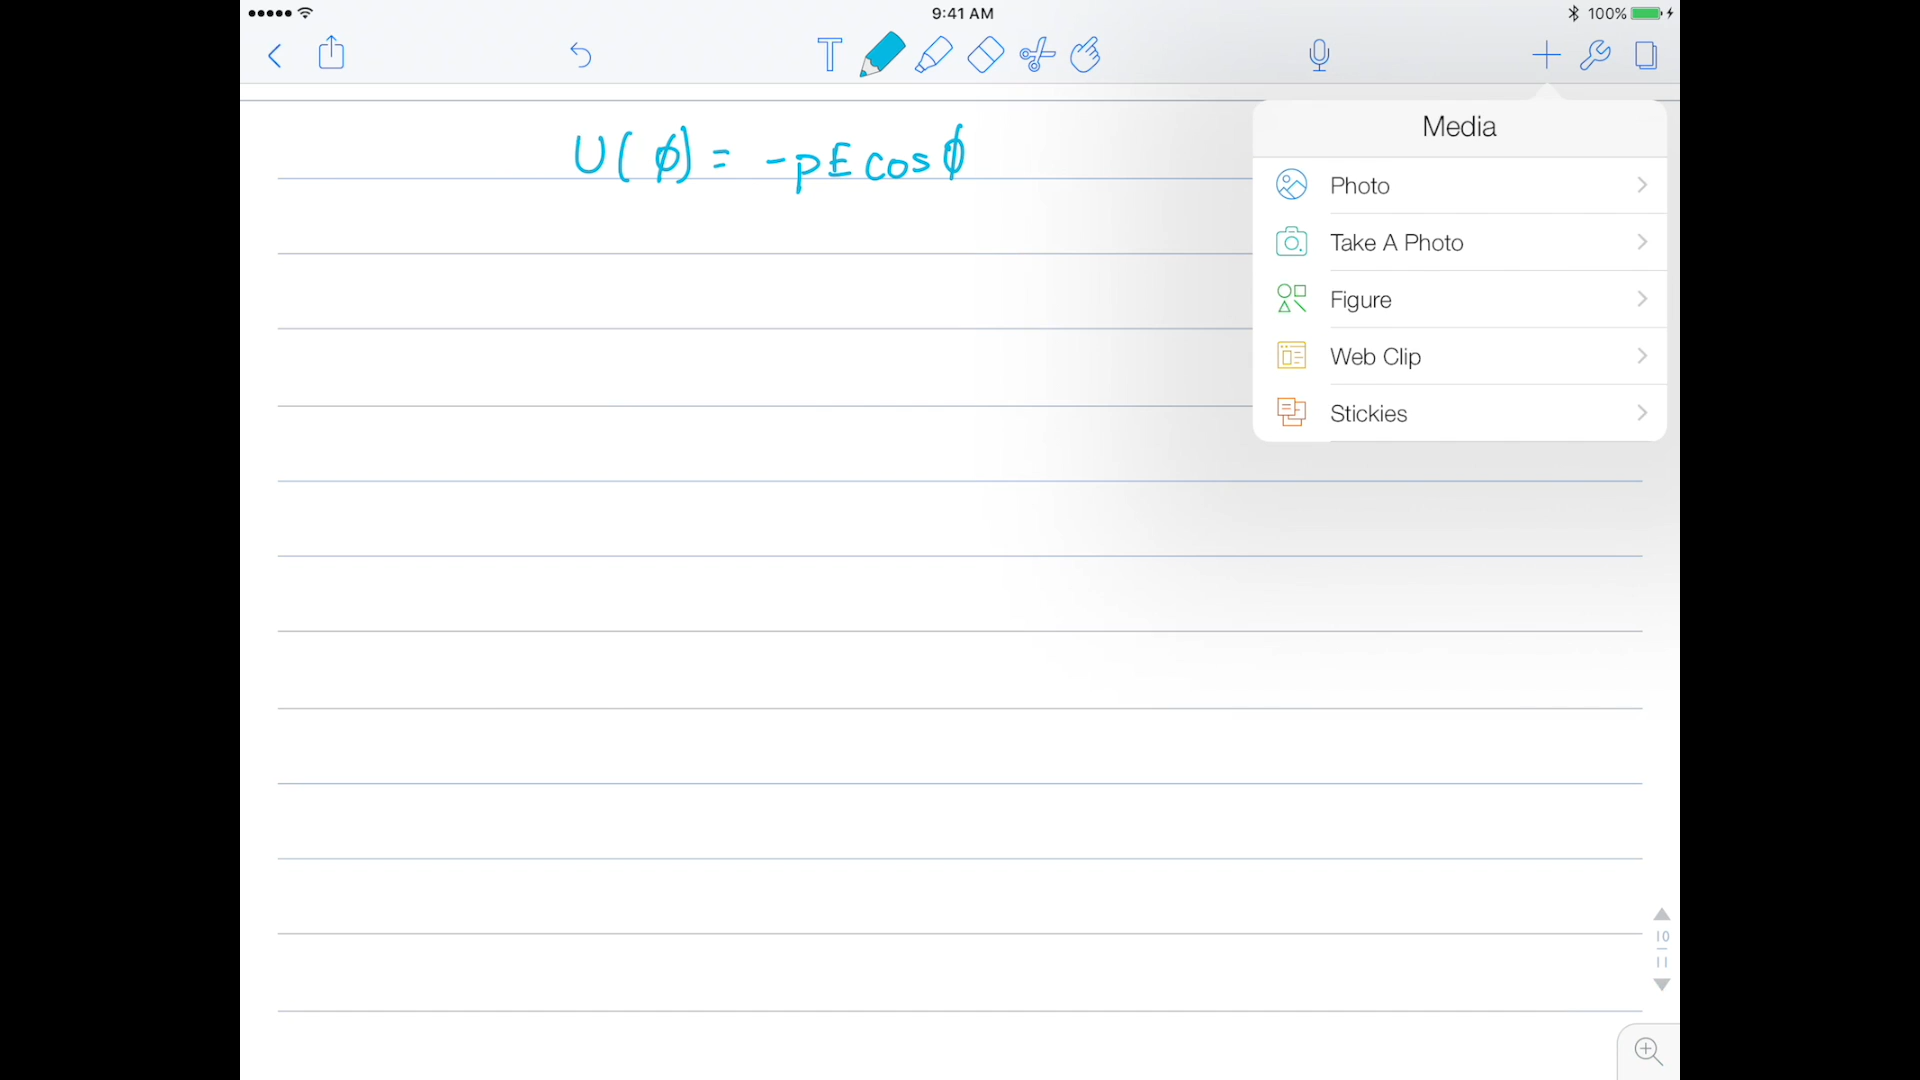 9:41 AM
100%
T
U(φ) = -pE cos φ
Media
Photo
Take A Photo
Figure
Web Clip
Stickies
10
11